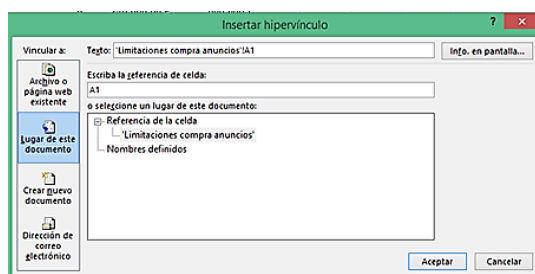 Insertar hipervínculo
? ×
Vincular a:
Texto: 'Limitaciones compra anuncios'!A1
Info. en pantalla...
Archivo o
página web
existente
Escriba la referencia de celda:
A1
o seleccione un lugar de este documento:
Lugar de este
documento
Referencia de la celda
'Limitaciones compra anuncios'
Nombres definidos
Crear nuevo
documento
Dirección de
correo
electrónico
Aceptar
Cancelar